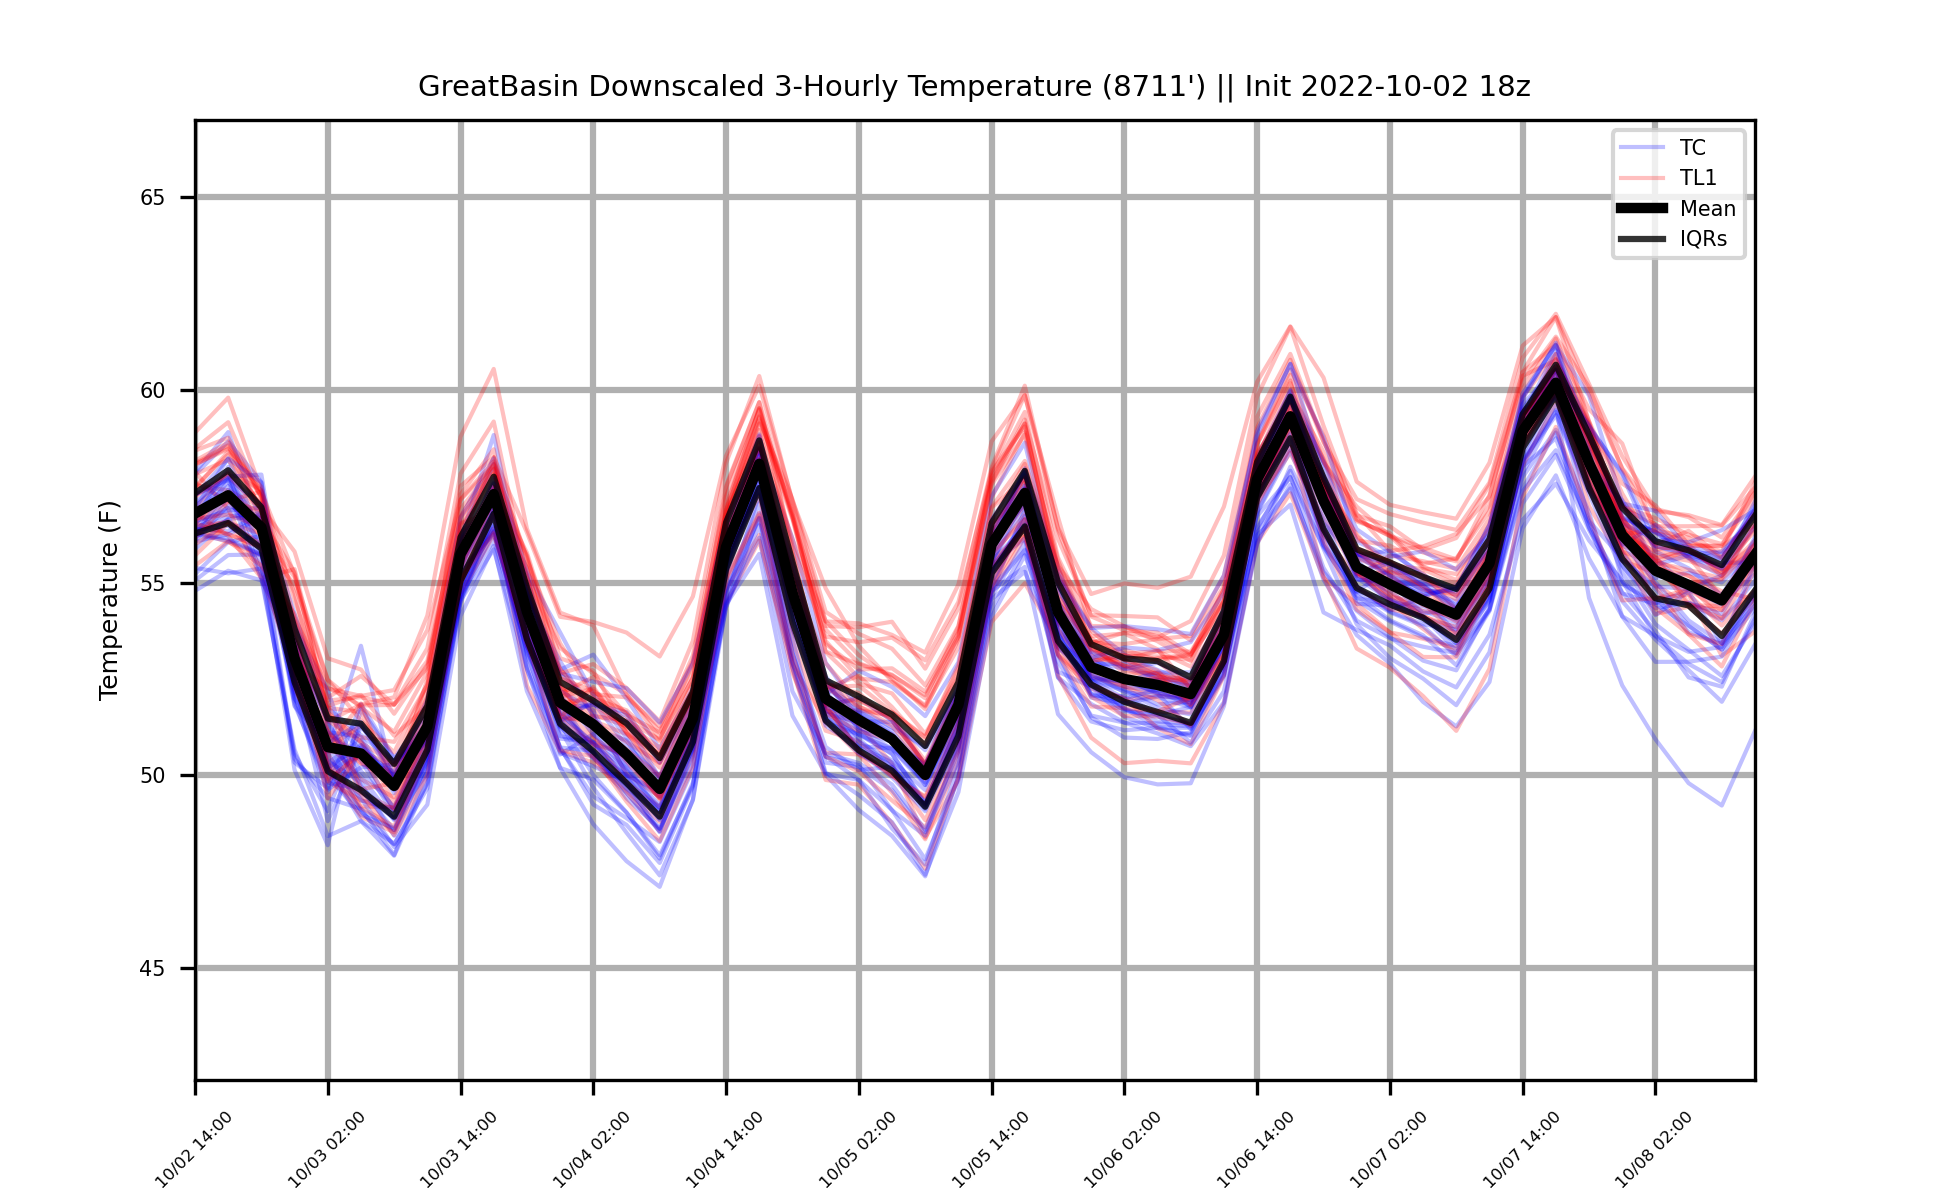 GreatBasin Downscaled 3-Hourly Temperature (8711') || Init 2022-10-02 18z
TC
TL1
Mean
IQRs
Temperature (F)
65
60
55
50
45
10/02 14:00
10/03 02:00
10/03 14:00
10/04 02:00
10/04 14:00
10/05 02:00
10/05 14:00
10/06 02:00
10/06 14:00
10/07 02:00
10/07 14:00
10/08 02:00